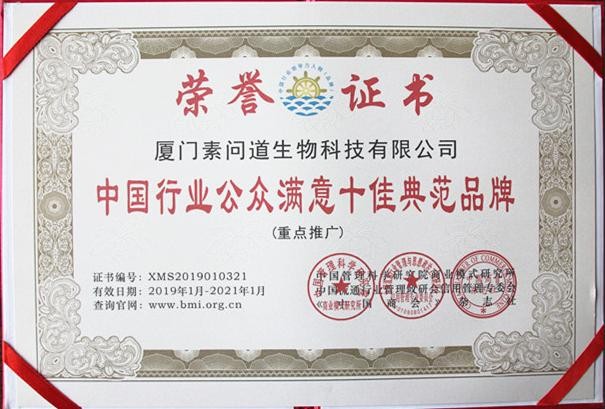 荣誉证书
厦门素问道生物科技有限公司
中国行业公众满意十佳典范品牌
(重点推广)
证书编号: XMS2019010321
有效日期: 2019年1月-2021年1月
查询官网: www.bmi.org.cn
中国管理科学研究院商业模式研究所
中国交通行业管理政研会信用管理专委会
《中国商会》杂志社